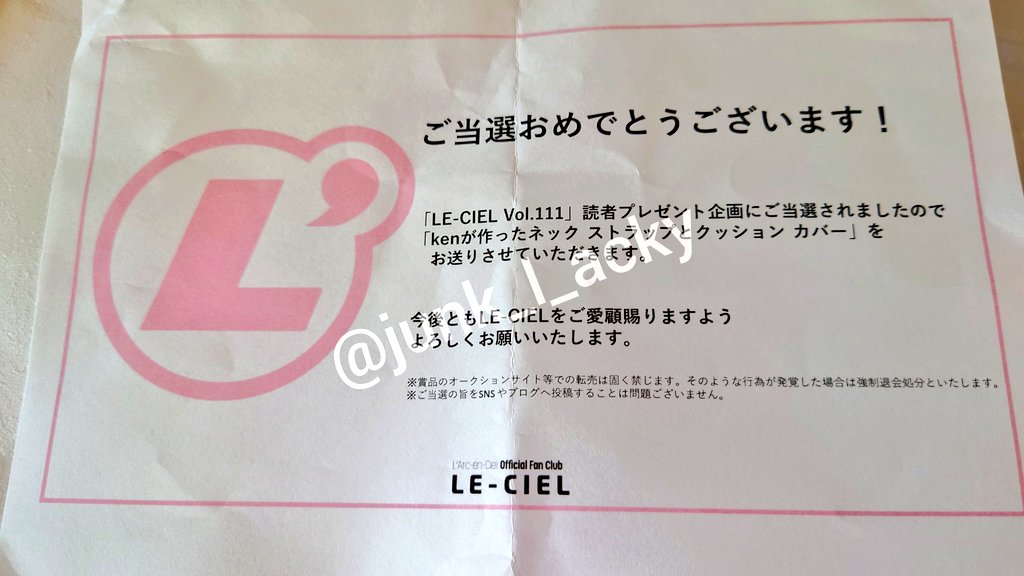 L'
ご当選おめでとうございます！
「LE-CIEL Vol.111」読者プレゼント企画にご当選されましたので
「kenが作ったネック ストラップとクッション カバー」を
お送りさせていただきます。
今後ともLE-CIELをご愛顧賜りますよう
よろしくお願いいたします。
@junk_l_acky
※賞品のオークションサイト等での転売は固く禁じます。そのような行為が発覚した場合は強制退会処分といたします。
※ご当選の旨をSNSやブログへ投稿することは問題ございません。
L'Arc-en-Ciel Official Fan Club
LE-CIEL